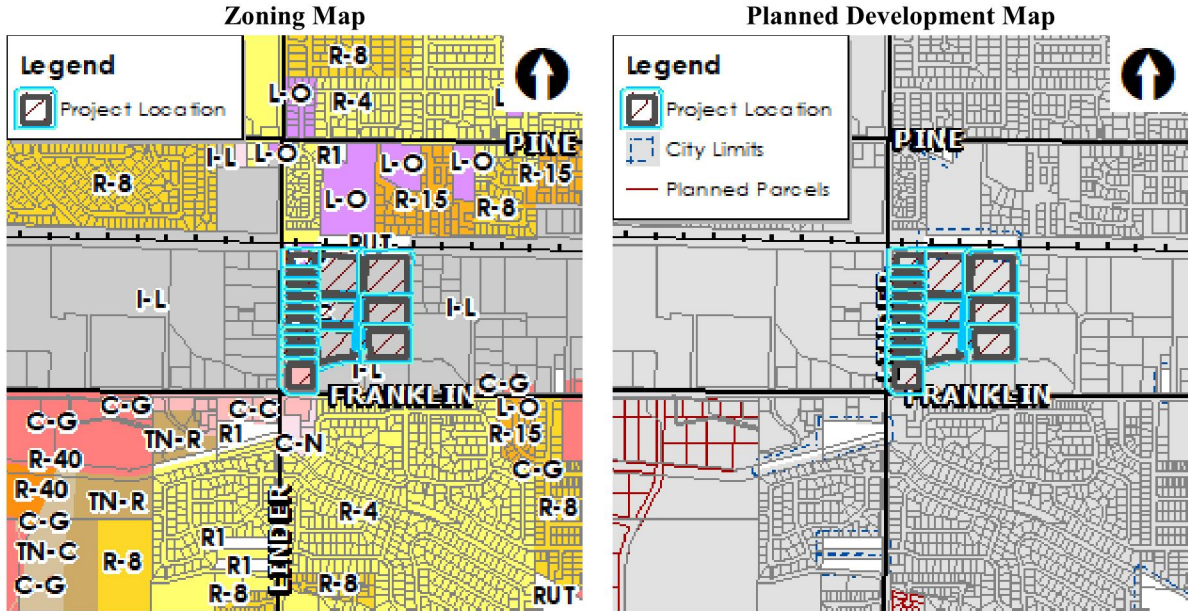 Zoning Map
Legend
Project Location
R-8
L-O
R-4
PINE
I-L
L-O
R1
L-O
L-O
R-15
R-8
L-O
R-15
R-8
RUT
I-L
I-L
I-L
FRANKLIN
C-G
C-G
C-C
L-O
C-G
TN-R
R1
C-N
R-15
R-40
C-G
R-40
TN-R
R-4
R-8
C-G
R1
TN-C
R1
C-G
R-8
R-8
R-8
RUT
LINDER
Planned Development Map
Legend
Project Location
City Limits
Planned Parcels
PINE
FRANKLIN